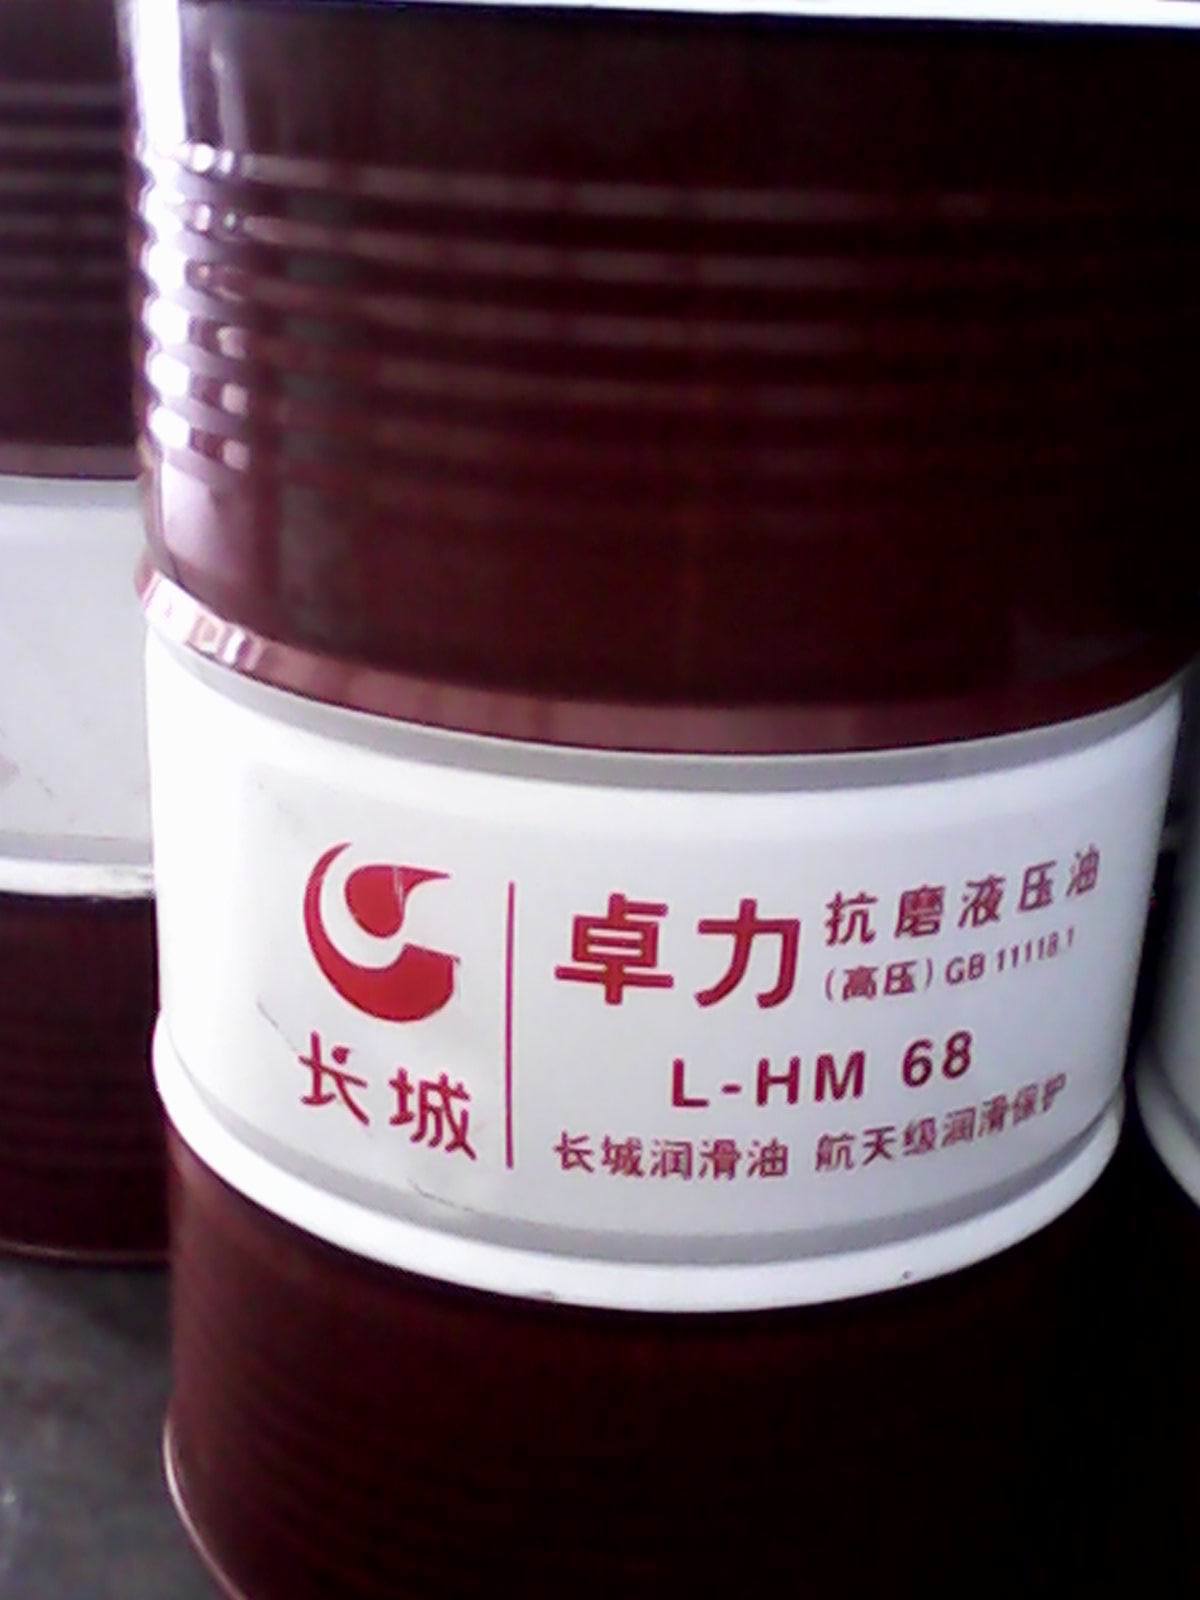 卓力 抗磨液压油
(高压) GB 11118.1
L-HM 68
长城
长城润滑油 航天级润滑保护